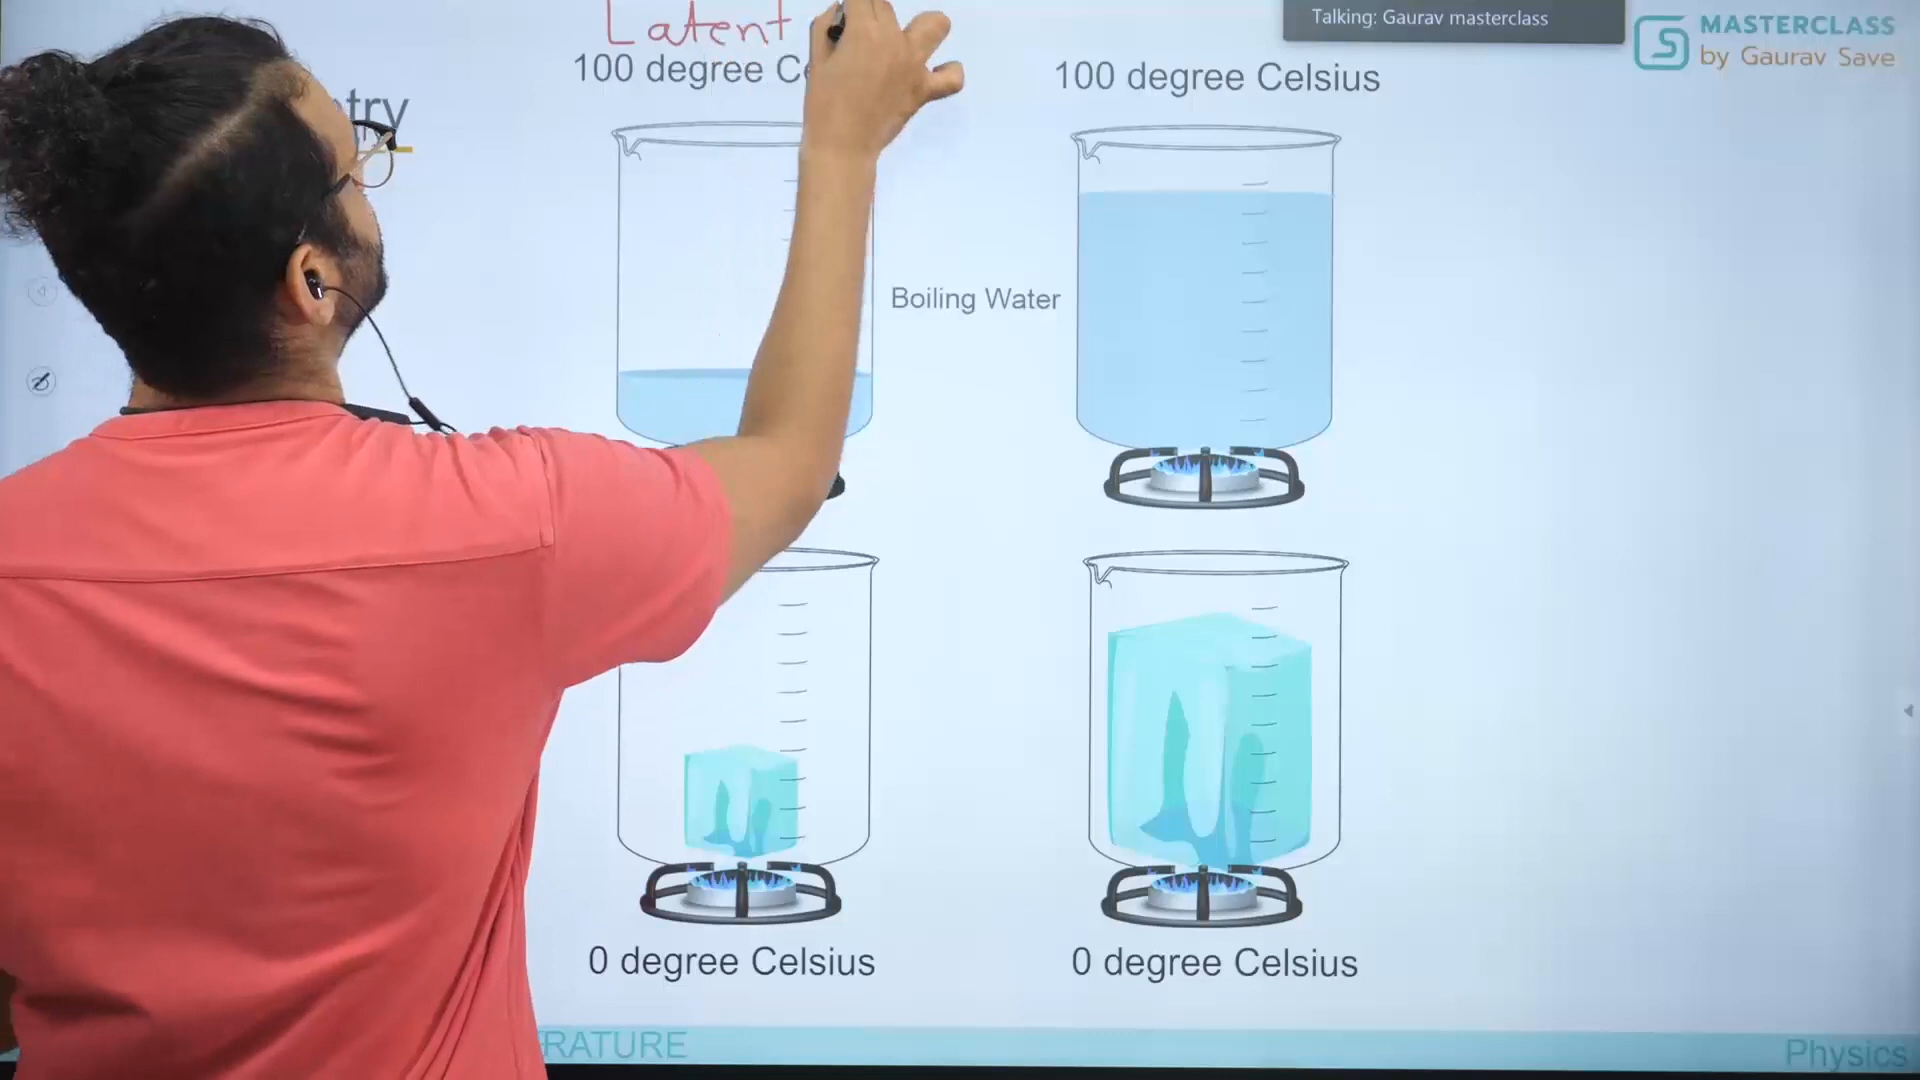 Latent
Talking: Gaurav masterclass
MASTERCLASS
by Gaurav Save
100 degree Ce
100 degree Celsius
try
Boiling Water
0 degree Celsius
0 degree Celsius
RATURE
Physics